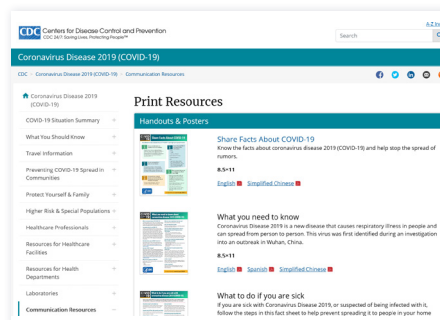 A-Z Index
CDC Centers for Disease Control and Prevention
CDC 24/7: Saving Lives, Protecting People™
Search
Coronavirus Disease 2019 (COVID-19)
CDC > Coronavirus Disease 2019 (COVID-19) > Communication Resources
Coronavirus Disease 2019
(COVID-19)
COVID-19 Situation Summary +
What You Should Know +
Travel Information +
Preventing COVID-19 Spread in
Communities +
Protect Yourself & Family +
Higher Risk & Special Populations +
Healthcare Professionals +
Resources for Healthcare
Facilities +
Resources for Health
Departments +
Laboratories +
Communication Resources −
Print Resources
Handouts & Posters
Share Facts About COVID-19
Know the facts about coronavirus disease 2019 (COVID-19) and help stop the spread of
rumors.
8.5×11
English Simplified Chinese
What you need to know
Coronavirus Disease 2019 is a new disease that causes respiratory illness in people and
can spread from person to person. This virus was first identified during an investigation
into an outbreak in Wuhan, China.
8.5×11
English Spanish Simplified Chinese
What to do if you are sick
If you are sick with Coronavirus Disease 2019, or suspected of being infected with it,
follow the steps in this fact sheet to help prevent spreading it to people in your home